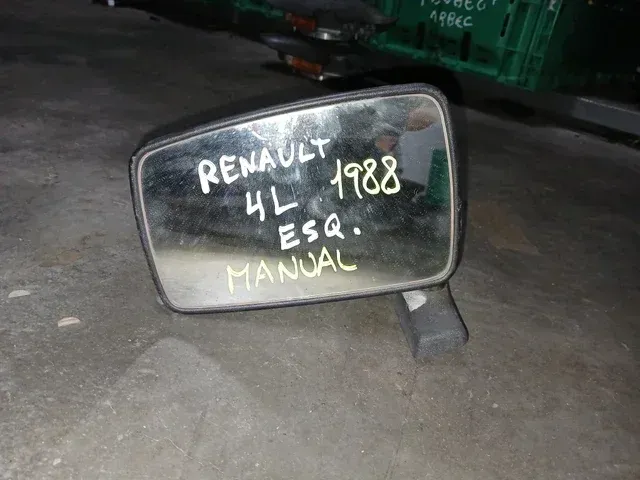 RENAULT
4L 1988
ESQ.
MANUAL